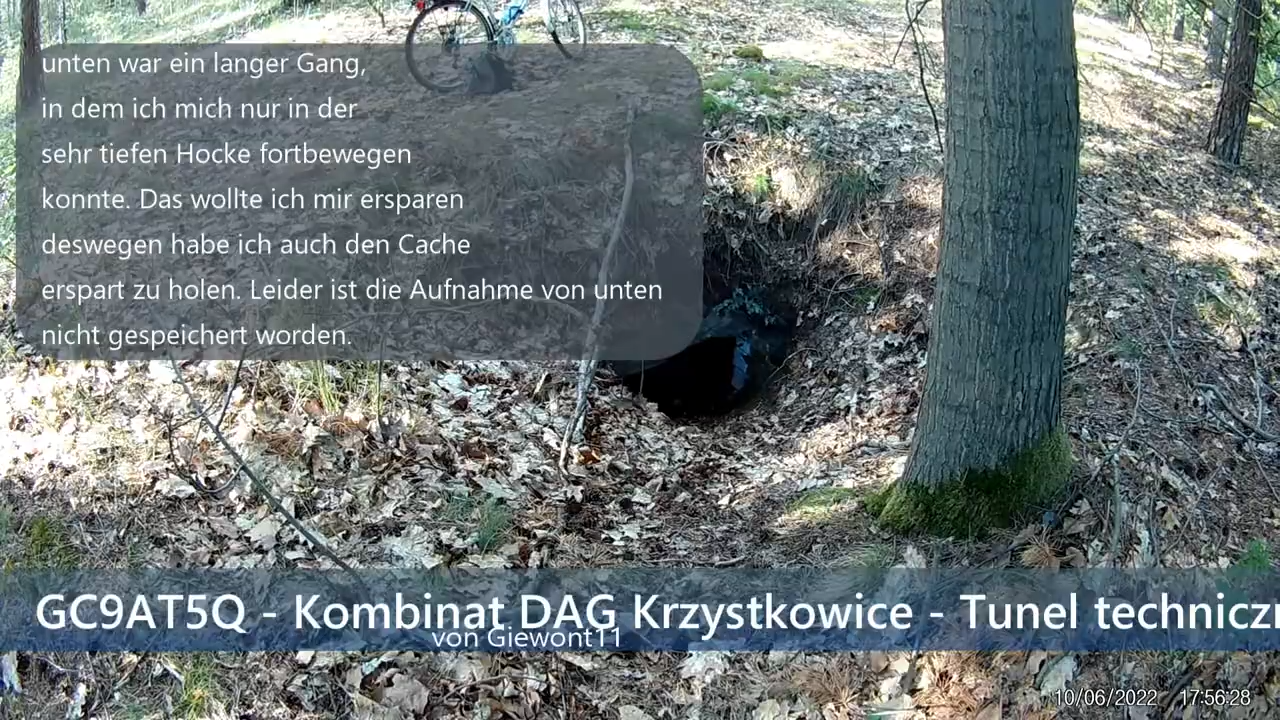 unten war ein langer Gang,
in dem ich mich nur in der
sehr tiefen Hocke fortbewegen
konnte. Das wollte ich mir ersparen
deswegen habe ich auch den Cache
erspart zu holen. Leider ist die Aufnahme von unten
nicht gespeichert worden.
GC9AT5Q - Kombinat DAG Krzystkowice - Tunel technicz
von Giewont11
10/06/2022 17:56:28